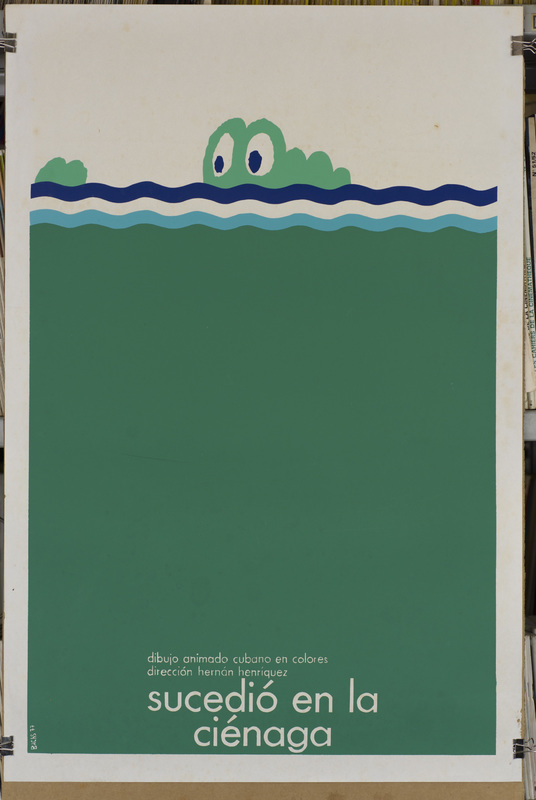 dibujo animado cubano en colores
dirección hernán henríquez
sucedió en la
ciénaga